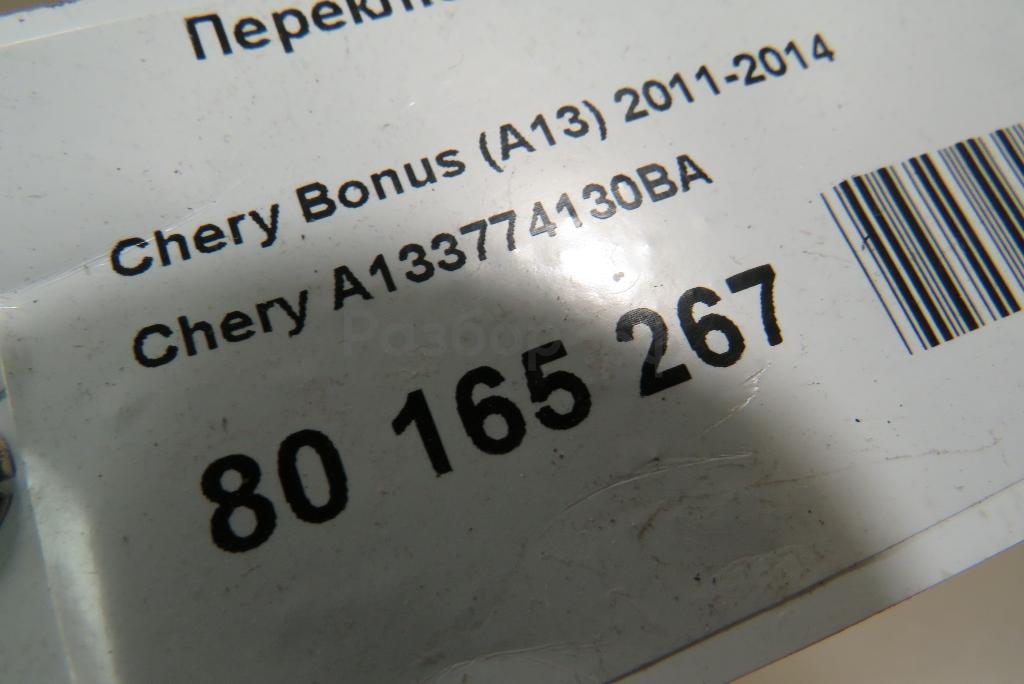 Chery Bonus (A13) 2011-2014
Chery A133774130BA
80 165 267